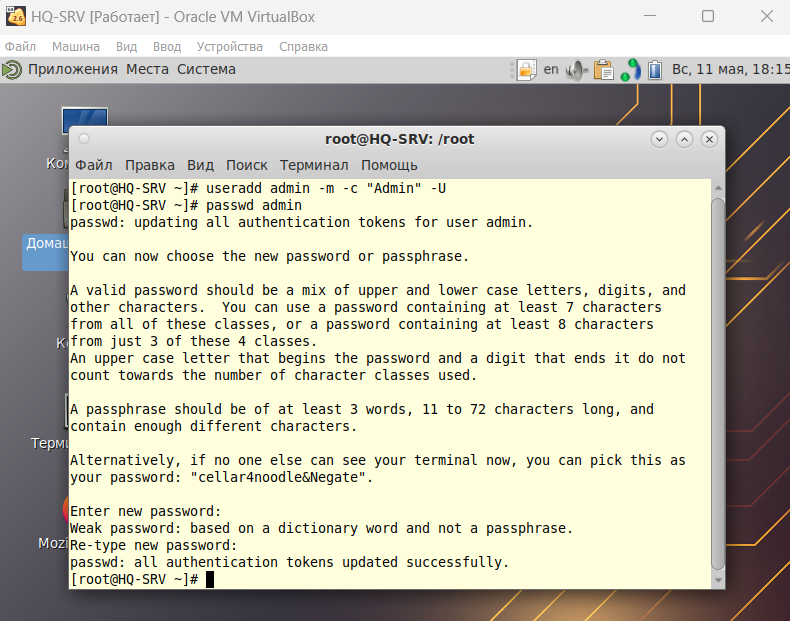 HQ-SRV [Работает] - Oracle VM VirtualBox
Файл Машина Вид Ввод Устройства Справка
Приложения Места Система en Вс, 11 мая, 18:15
root@HQ-SRV: /root
Файл Правка Вид Поиск Терминал Помощь
[root@HQ-SRV ~]# useradd admin -m -c "Admin" -U
[root@HQ-SRV ~]# passwd admin
passwd: updating all authentication tokens for user admin.
You can now choose the new password or passphrase.
A valid password should be a mix of upper and lower case letters, digits, and
other characters.  You can use a password containing at least 7 characters
from all of these classes, or a password containing at least 8 characters
from just 3 of these 4 classes.
An upper case letter that begins the password and a digit that ends it do not
count towards the number of character classes used.
A passphrase should be of at least 3 words, 11 to 72 characters long, and
contain enough different characters.
Alternatively, if no one else can see your terminal now, you can pick this as
your password: "cellar4noodle&Negate".
Enter new password:
Weak password: based on a dictionary word and not a passphrase.
Re-type new password:
passwd: all authentication tokens updated successfully.
[root@HQ-SRV ~]#